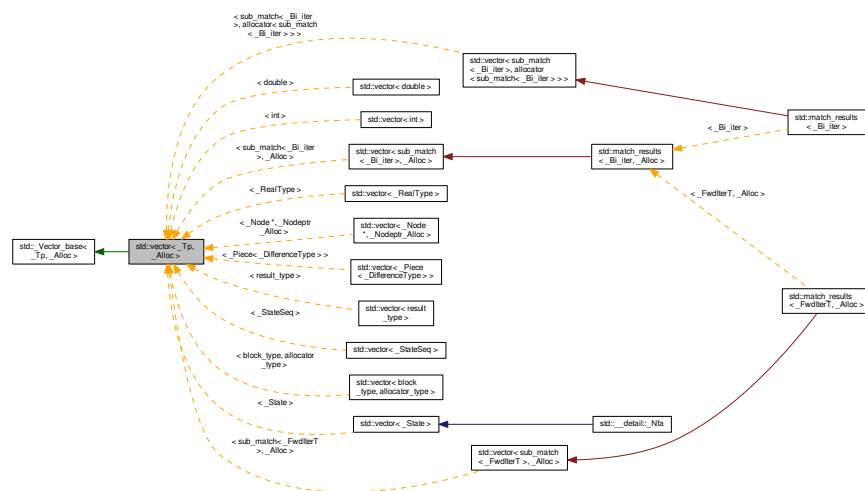 < sub_match< _Bi_iter
>, allocator< sub_match
< _Bi_iter > > >
std::vector< sub_match
< _Bi_iter >, allocator
< sub_match< _Bi_iter > > >
< double >
std::vector< double >
< int >
std::vector< int >
std::match_results
< _Bi_iter >
< _Bi_iter >
< sub_match< _Bi_iter
>, _Alloc >
std::vector< sub_match
< _Bi_iter >, _Alloc >
std::match_results
< _Bi_iter, _Alloc >
< _RealType >
std::vector< _RealType >
< _FwdIterT, _Alloc >
< _Node *, _Nodeptr
_Alloc >
std::vector< _Node
*, _Nodeptr_Alloc >
std::_Vector_base<
_Tp, _Alloc >
std::vector< _Tp,
_Alloc >
< _Piece< _DifferenceType > >
std::vector< _Piece
< _DifferenceType > >
< result_type >
std::vector< result
_type >
std::match_results
< _FwdIterT, _Alloc >
< _StateSeq >
std::vector< _StateSeq >
< block_type, allocator
_type >
std::vector< block
_type, allocator_type >
< _State >
std::vector< _State >
std::__detail::_Nfa
< sub_match< _FwdIterT
>, _Alloc >
std::vector< sub_match
< _FwdIterT >, _Alloc >